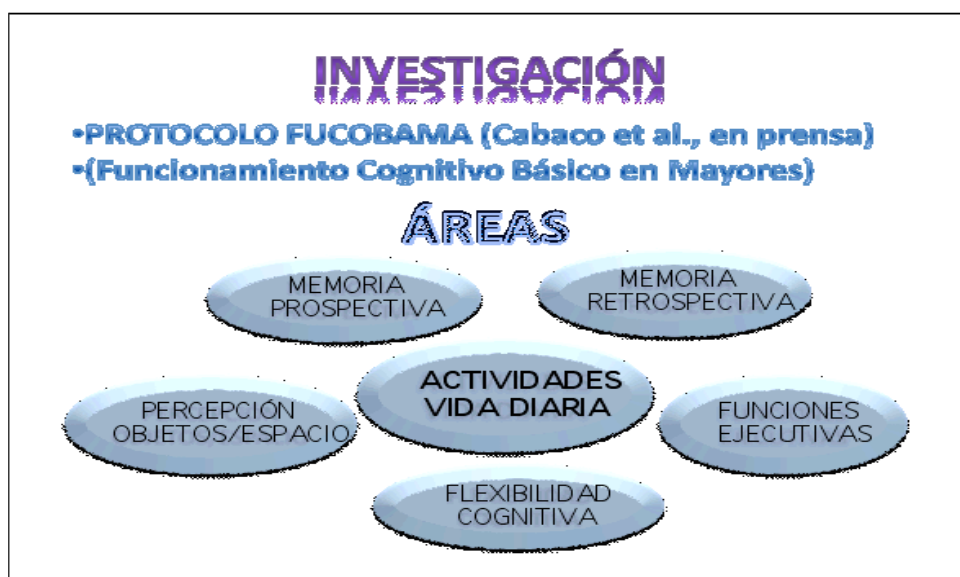 INVESTIGACIÓN
•PROTOCOLO FUCOBAMA (Cabaco et al., en prensa)
•(Funcionamiento Cognitivo Básico en Mayores)
ÁREAS
MEMORIA
PROSPECTIVA
MEMORIA
RETROSPECTIVA
ACTIVIDADES
VIDA DIARIA
PERCEPCIÓN
OBJETOS/ESPACIO
FUNCIONES
EJECUTIVAS
FLEXIBILIDAD
COGNITIVA